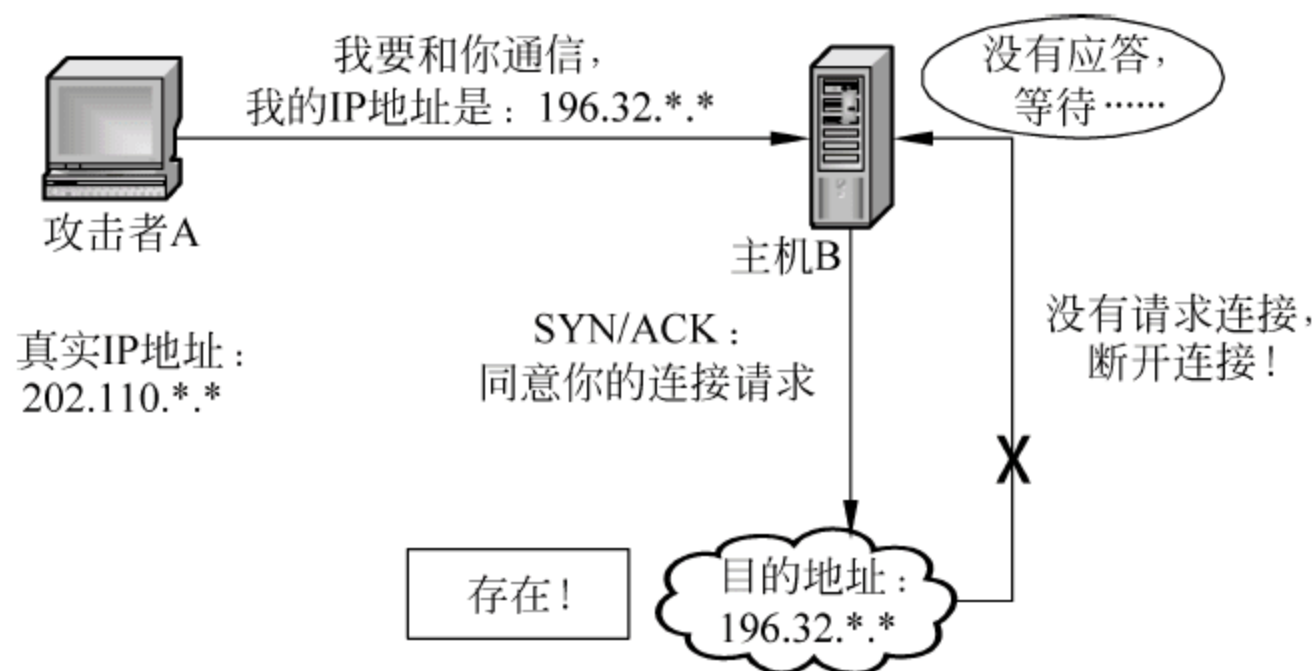 我要和你通信，
我的IP地址是：196.32.*.*
没有应答，
等待……
攻击者A
主机B
真实IP地址：
202.110.*.*
SYN/ACK：
同意你的连接请求
没有请求连接，
断开连接！
X
存在！
目的地址：
196.32.*.*